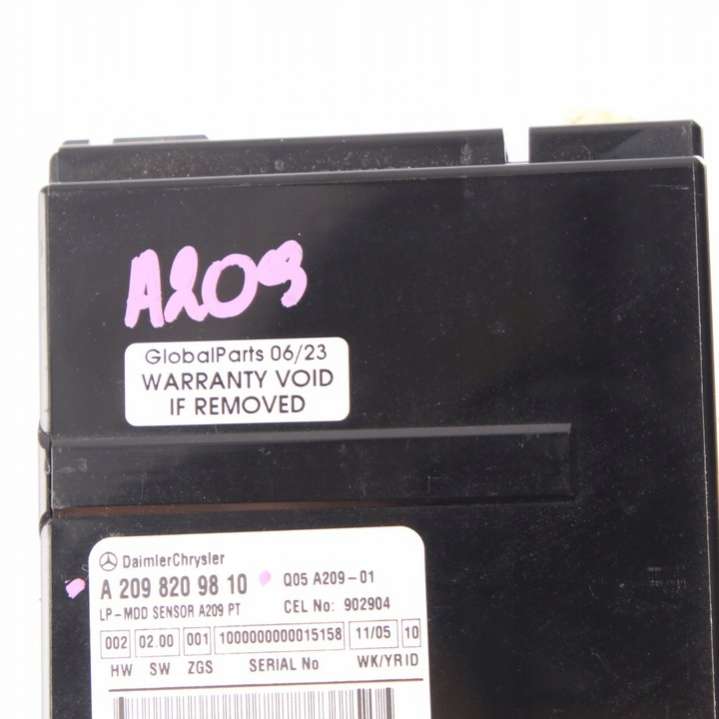 A209
GlobalParts 06/23
WARRANTY VOID
IF REMOVED
DaimlerChrysler
A 209 820 98 10 Q05 A209-01
LP-MDD SENSOR A209 PT CEL No: 902904
002 02.00 001 1000000000015158 11/05 10
HW SW ZGS SERIAL No WK/YR ID